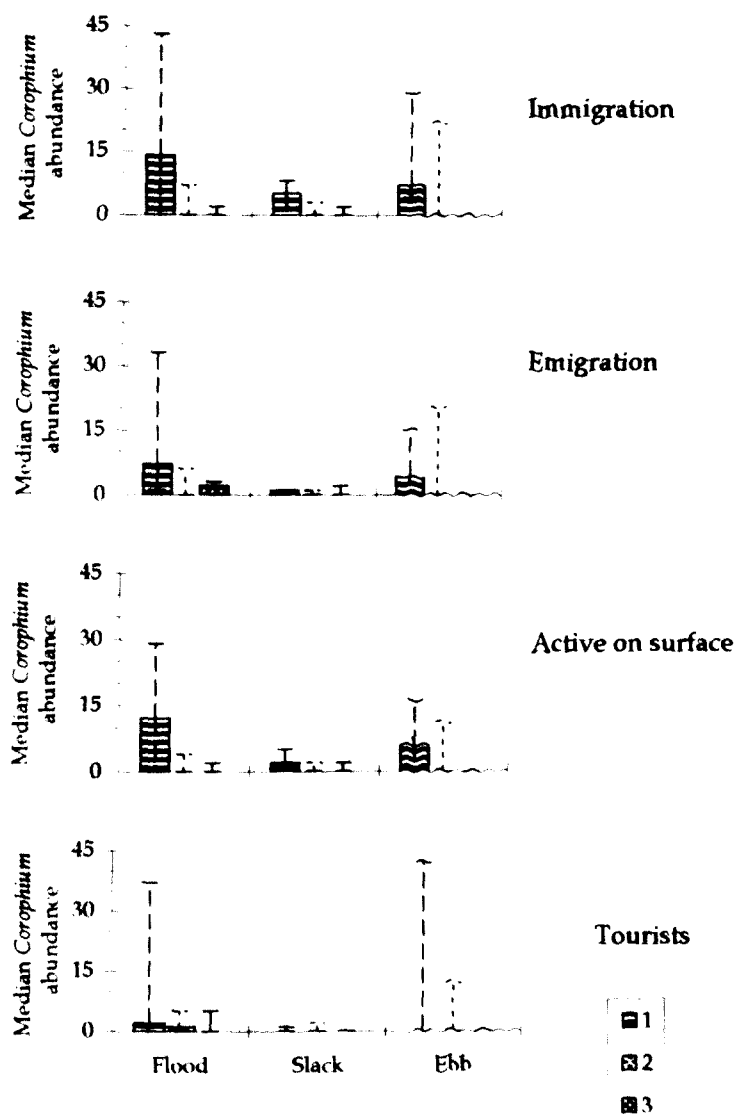 45
30
15
0
Median Corophium
abundance
Immigration
45
30
15
0
Median Corophium
abundance
Emigration
45
30
15
0
Median Corophium
abundance
Active on surface
45
30
15
0
Median Corophium
abundance
Tourists
Flood Slack Ebb
1
2
3